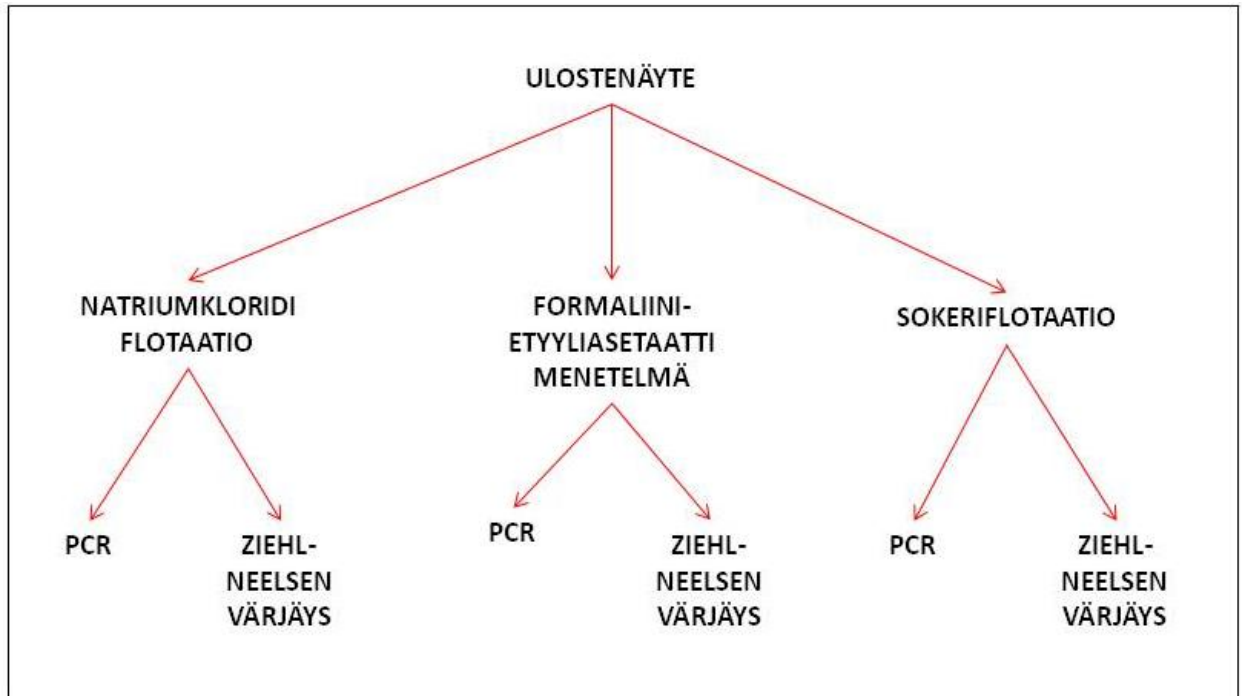 ULOSTENÄYTE
NATRIUMKLORIDI
FLOTAATIO
FORMALIINI-
ETYYLIASETAATTI
MENETELMÄ
SOKERIFLOTAATIO
PCR
ZIEHL-
NEELSEN
VÄRJÄYS
PCR
ZIEHL-
NEELSEN
VÄRJÄYS
PCR
ZIEHL-
NEELSEN
VÄRJÄYS